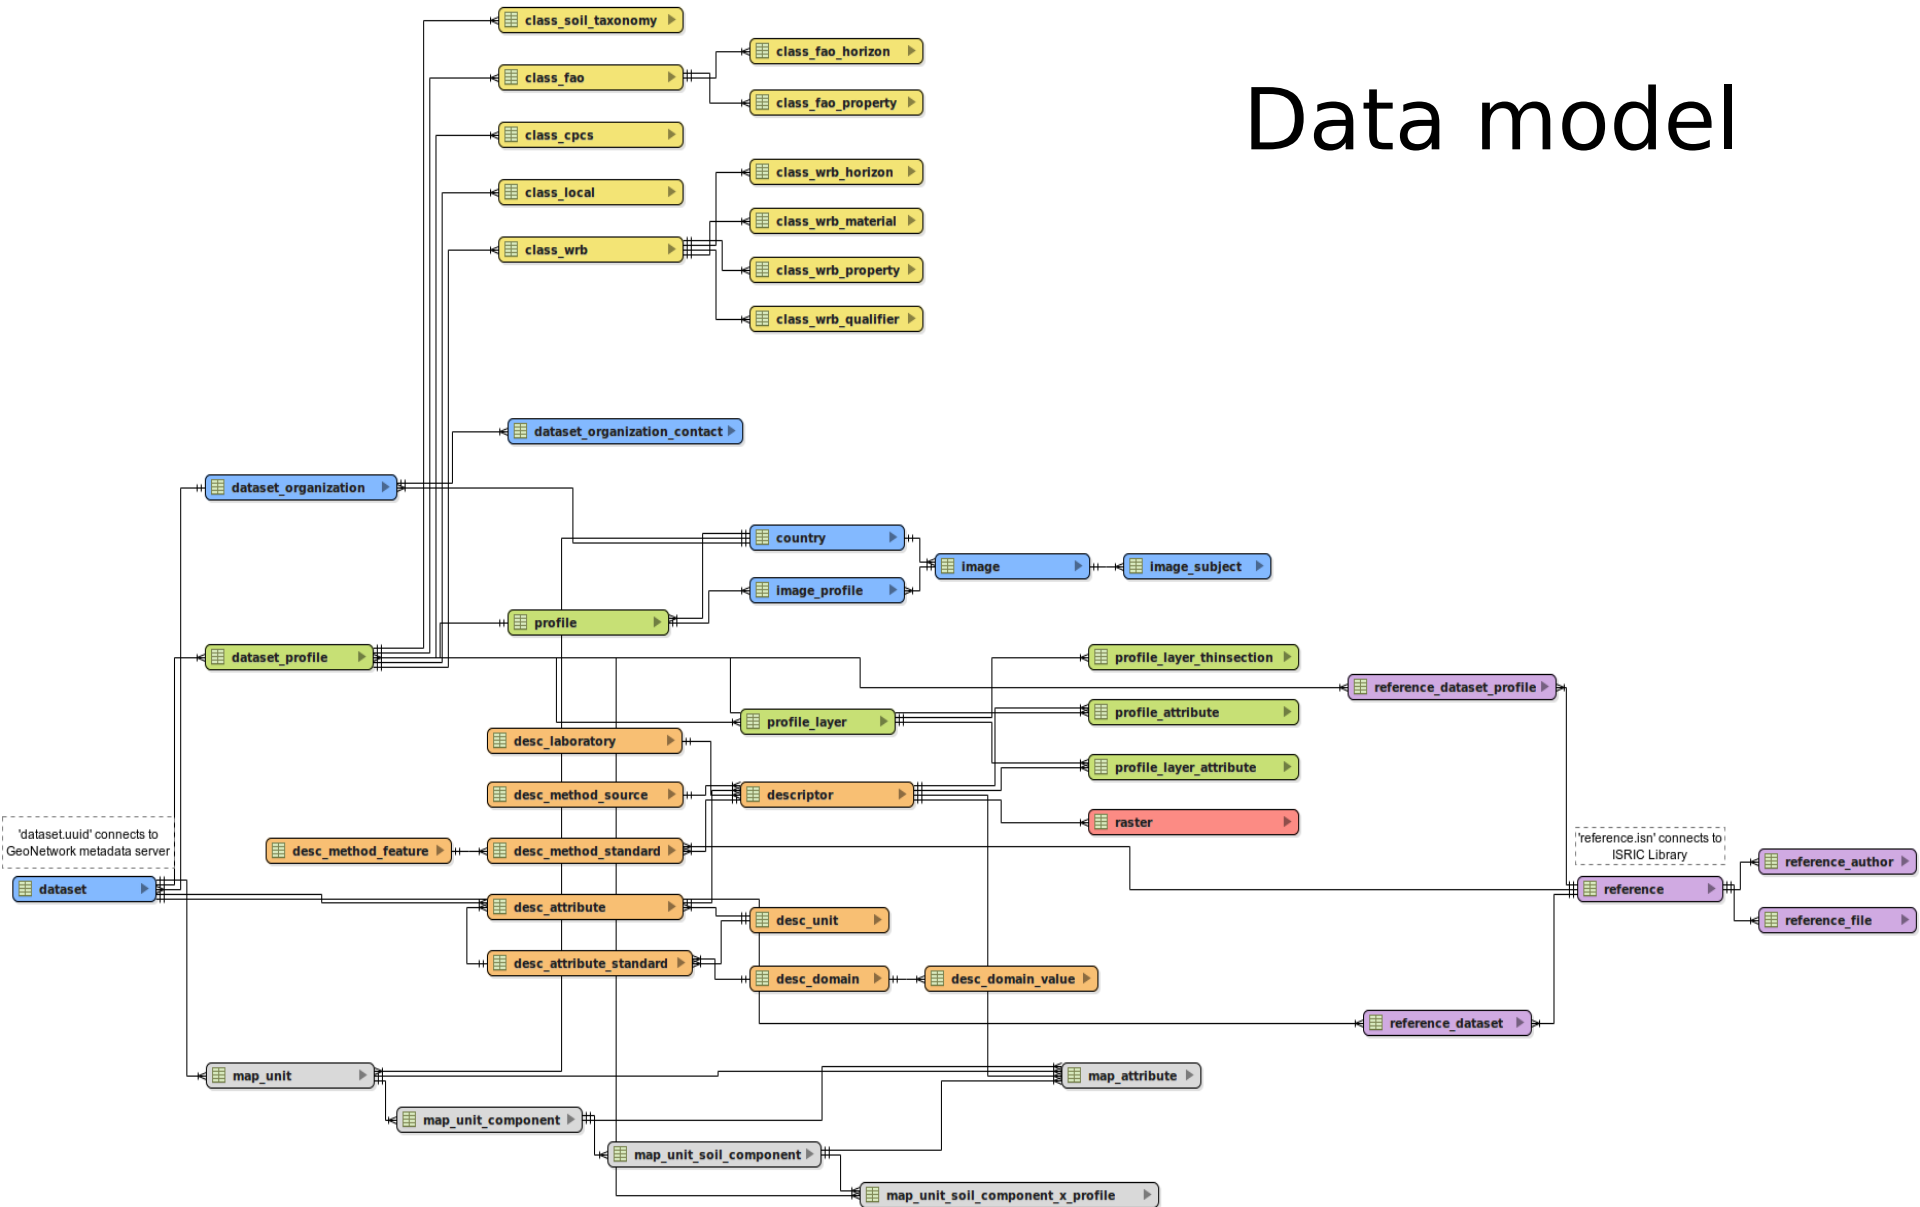 class_soil_taxonomy
class_fao_horizon
class_fao
class_fao_property
Data model
class_cpcs
class_wrb_horizon
class_local
class_wrb_material
class_wrb
class_wrb_property
class_wrb_qualifier
dataset_organization_contact
dataset_organization
country
image
image_subject
image_profile
profile
dataset_profile
profile_layer_thinsection
reference_dataset_profile
profile_attribute
profile_layer
desc_laboratory
profile_layer_attribute
desc_method_source
descriptor
raster
'dataset.uuid' connects to
GeoNetwork metadata server
'reference.isn' connects to
ISRIC Library
desc_method_feature
desc_method_standard
reference_author
dataset
reference
desc_attribute
desc_unit
reference_file
desc_attribute_standard
desc_domain
desc_domain_value
reference_dataset
map_unit
map_attribute
map_unit_component
map_unit_soil_component
map_unit_soil_component_x_profile